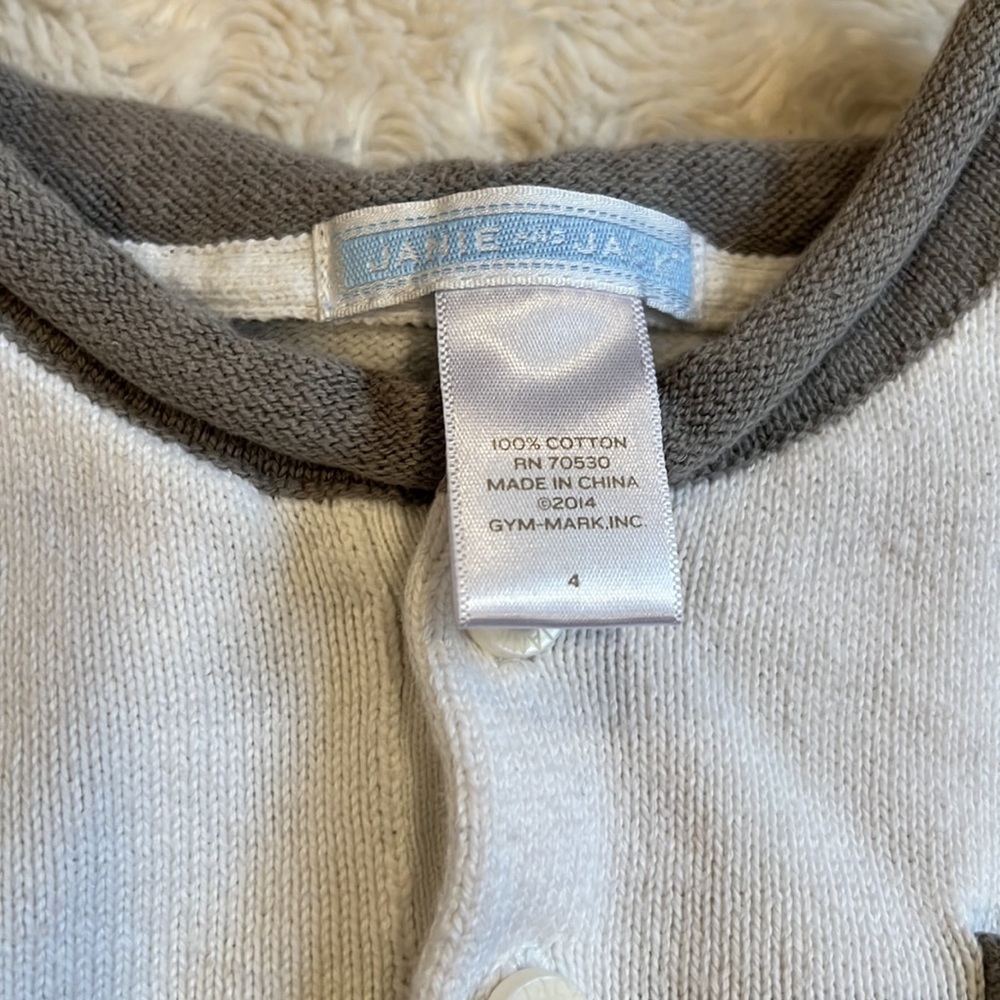 JANIE AND JACK
100% COTTON
RN 70530
MADE IN CHINA
©2014
GYM-MARK,INC
4